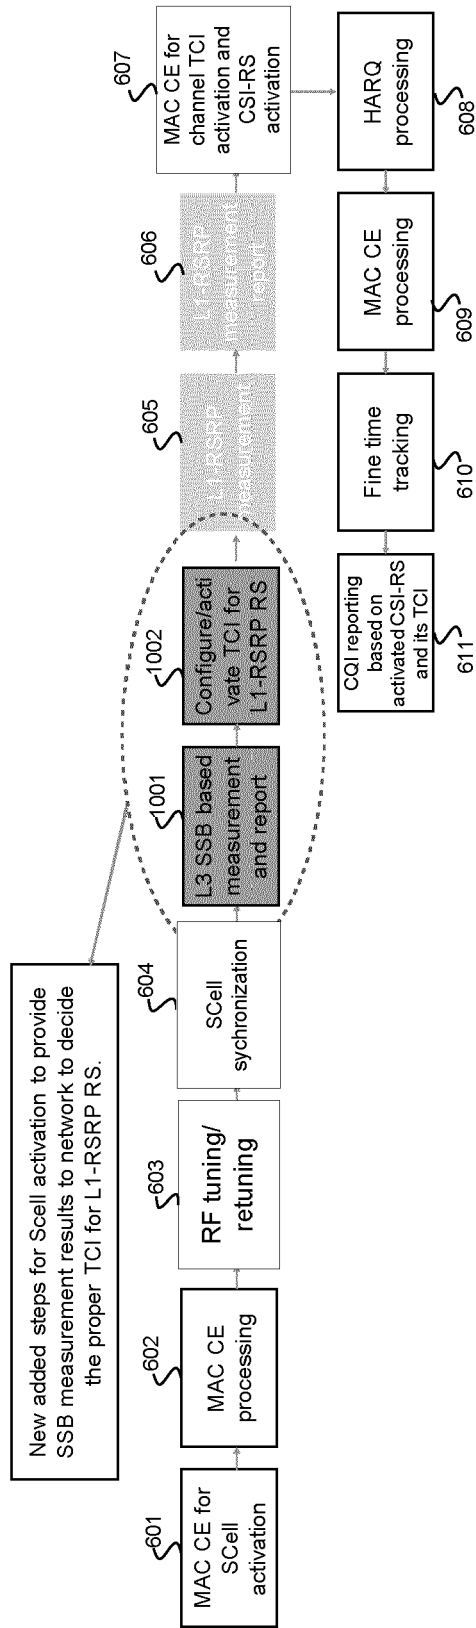 New added steps for Scell activation to provide
SSB measurement results to network to decide
the proper TCI for L1-RSRP RS.
601
MAC CE for
SCell
activation
602
MAC CE
processing
603
RF tuning/
retuning
604
SCell
sychronization
1001
L3 SSB based
measurement
and report
1002
Configure/acti
vate TCI for
L1-RSRP RS
605
L1-RSRP
measurement
606
L1-RSRP
measurement
report
607
MAC CE for
channel TCI
activation and
CSI-RS
activation
HARQ
processing
608
MAC CE
processing
609
Fine time
tracking
610
CQI reporting
based on
activated CSI-RS
and its TCI
611